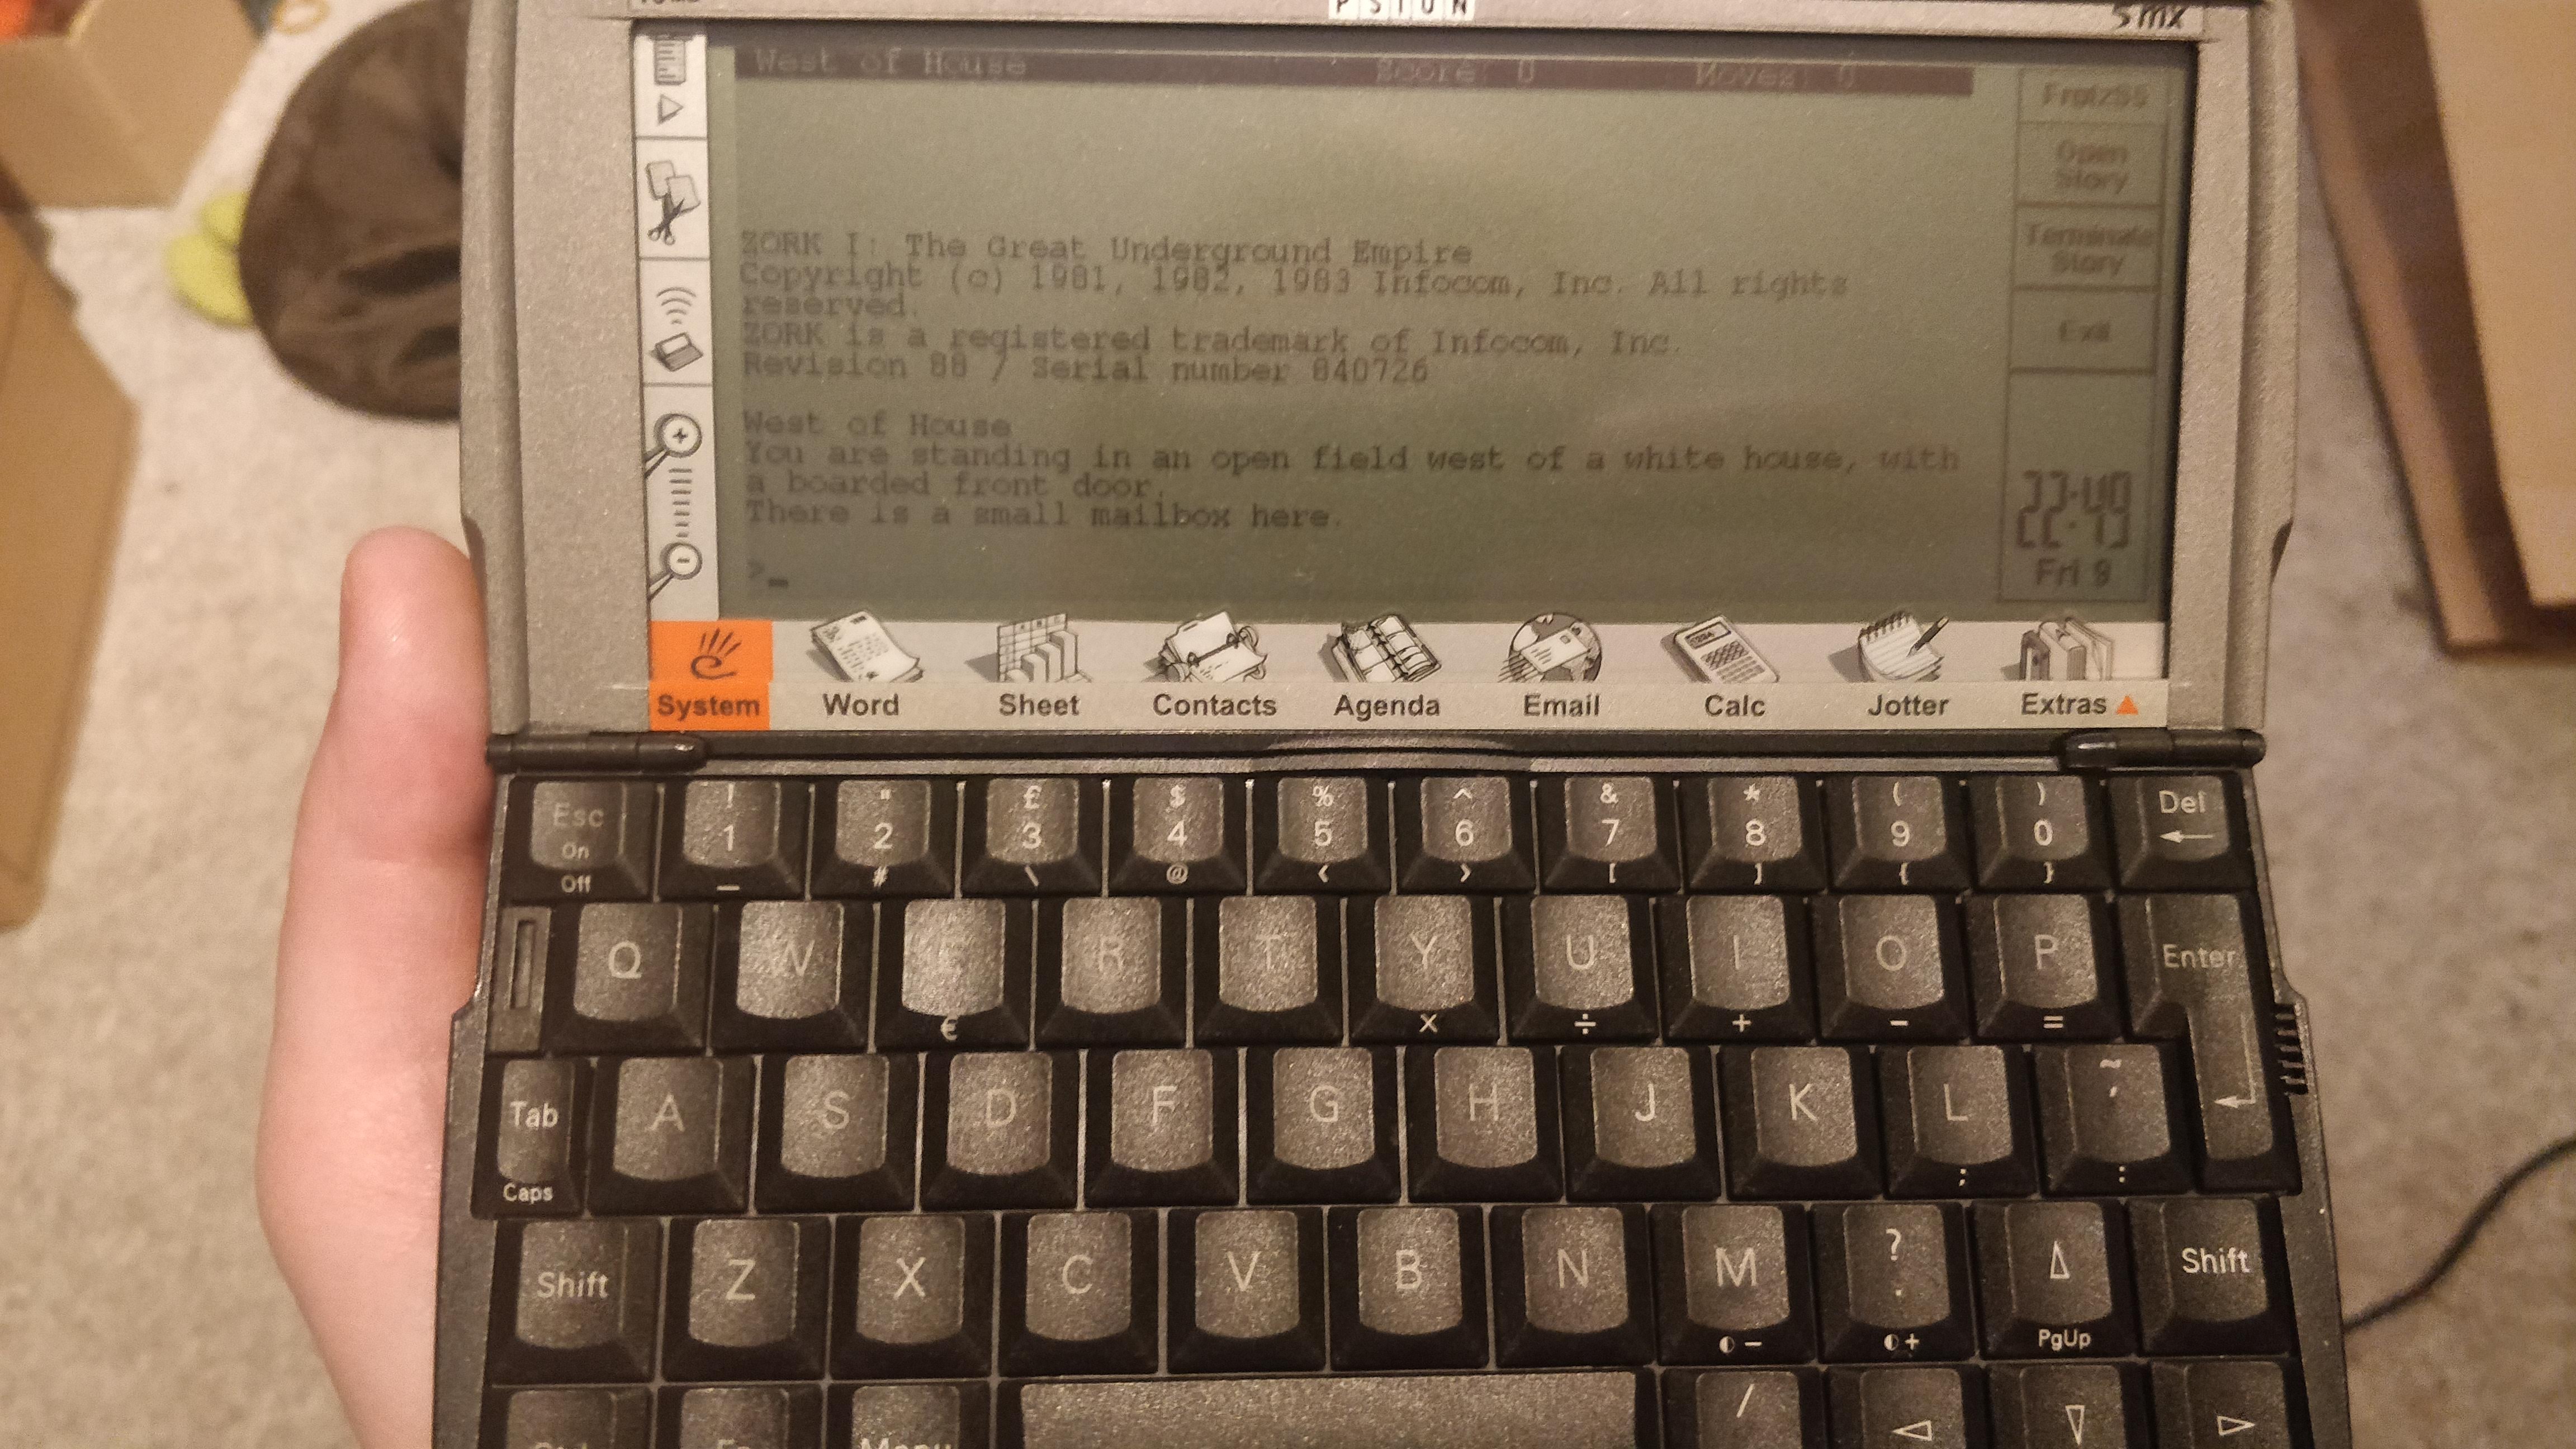 PSION
5mx
West of House Score: 0 Moves: 0
ZORK I: The Great Underground Empire
Copyright (c) 1981, 1982, 1983 Infocom, Inc. All rights
reserved.
ZORK is a registered trademark of Infocom, Inc.
Revision 88 / Serial number 840726
West of House
You are standing in an open field west of a white house, with
a boarded front door.
There is a small mailbox here.
>_
Open
Story
Terminate
Story
Exit
22:49
Fri 9
System Word Sheet Contacts Agenda Email Calc Jotter Extras
! " £ $ % ^ & * ( ) Del
Esc 1 2 3 4 5 6 7 8 9 0 ←
On
Off _ # \ @ < > [ ] { }
Q W R T Y U I O P Enter
€ x ÷ + - =
Tab A S D F G H J K L ~ '
Caps ; :
Shift Z X C V B N M ? . Shift
- + PgUp
Menu /